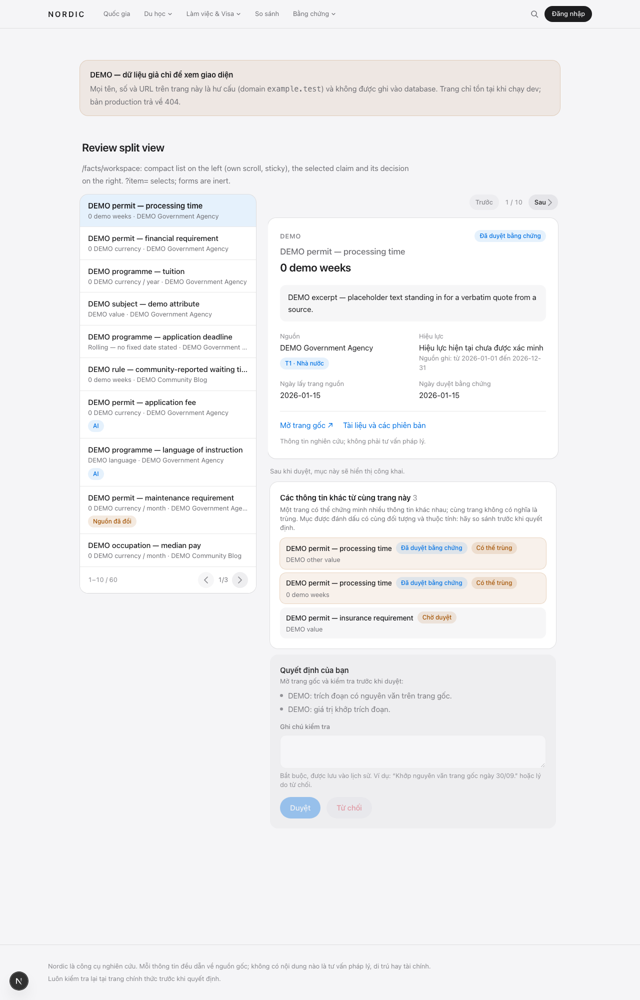 NORDIC
Quốc gia
Du học
Làm việc & Visa
So sánh
Bằng chứng
Đăng nhập
DEMO — dữ liệu giả chỉ để xem giao diện
Mọi tên, số và URL trên trang này là hư cấu (domain example.test) và không được ghi vào database. Trang chỉ tồn tại khi chạy dev;
bản production trả về 404.
Review split view
/facts/workspace: compact list on the left (own scroll, sticky), the selected claim and its decision
on the right. ?item= selects; forms are inert.
DEMO permit — processing time
0 demo weeks · DEMO Government Agency
DEMO permit — financial requirement
0 DEMO currency · DEMO Government Agency
DEMO programme — tuition
0 DEMO currency / year · DEMO Government Agency
DEMO subject — demo attribute
DEMO value · DEMO Government Agency
DEMO programme — application deadline
Rolling — no fixed date stated · DEMO Government ...
DEMO rule — community-reported waiting ti...
0 demo weeks · DEMO Community Blog
DEMO permit — application fee
0 DEMO currency · DEMO Government Agency
AI
DEMO programme — language of instruction
DEMO language · DEMO Government Agency
AI
DEMO permit — maintenance requirement
0 DEMO currency / month · DEMO Government Age...
Nguồn đã đổi
DEMO occupation — median pay
0 DEMO currency / month · DEMO Community Blog
1–10 / 60
1/3
Trước
1 / 10
Sau
DEMO
Đã duyệt bằng chứng
DEMO permit — processing time
0 demo weeks
DEMO excerpt — placeholder text standing in for a verbatim quote from a
source.
Nguồn
DEMO Government Agency
T1 · Nhà nước
Hiệu lực
Hiệu lực hiện tại chưa được xác minh
Nguồn ghi: từ 2026-01-01 đến 2026-12-
31
Ngày lấy trang nguồn
2026-01-15
Ngày duyệt bằng chứng
2026-01-15
Mở trang gốc ↗
Tài liệu và các phiên bản
Thông tin nghiên cứu; không phải tư vấn pháp lý.
Sau khi duyệt, mục này sẽ hiển thị công khai.
Các thông tin khác từ cùng trang này 3
Một trang có thể chứng minh nhiều thông tin khác nhau; cùng trang không có nghĩa là
trùng. Mục được đánh dấu có cùng đối tượng và thuộc tính: hãy so sánh trước khi quyết
định.
DEMO permit — processing time
Đã duyệt bằng chứng
Có thể trùng
DEMO other value
DEMO permit — processing time
Đã duyệt bằng chứng
Có thể trùng
0 demo weeks
DEMO permit — insurance requirement
Chờ duyệt
DEMO value
Quyết định của bạn
Mở trang gốc và kiểm tra trước khi duyệt:
• DEMO: trích đoạn có nguyên văn trên trang gốc.
• DEMO: giá trị khớp trích đoạn.
Ghi chú kiểm tra
Bắt buộc, được lưu vào lịch sử. Ví dụ: “Khớp nguyên văn trang gốc ngày 30/09.” hoặc lý
do từ chối.
Duyệt
Từ chối
Nordic là công cụ nghiên cứu. Mỗi thông tin đều dẫn về nguồn gốc; không có nội dung nào là tư vấn pháp lý, di trú hay tài chính.
Luôn kiểm tra lại tại trang chính thức trước khi quyết định.
N